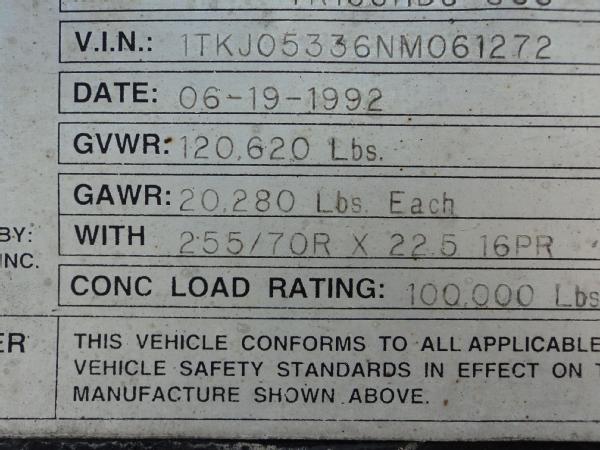 V.I.N.: 1TKJ05336NM061272
DATE: 06-19-1992
GVWR: 120,620 Lbs.
GAWR: 20,280 Lbs. Each
BY: WITH 255/70R X 22.5 16PR
INC.
CONC LOAD RATING: 100,000 Lbs
ER THIS VEHICLE CONFORMS TO ALL APPLICABLE
VEHICLE SAFETY STANDARDS IN EFFECT ON T
MANUFACTURE SHOWN ABOVE.